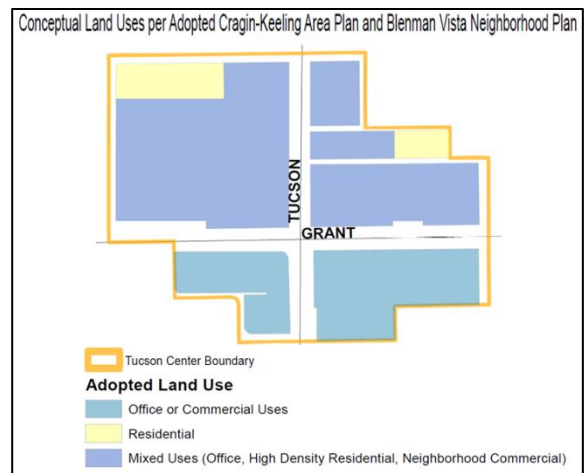 Conceptual Land Uses per Adopted Cragin-Keeling Area Plan and Blenman Vista Neighborhood Plan
TUCSON
GRANT
Tucson Center Boundary
Adopted Land Use
Office or Commercial Uses
Residential
Mixed Uses (Office, High Density Residential, Neighborhood Commercial)